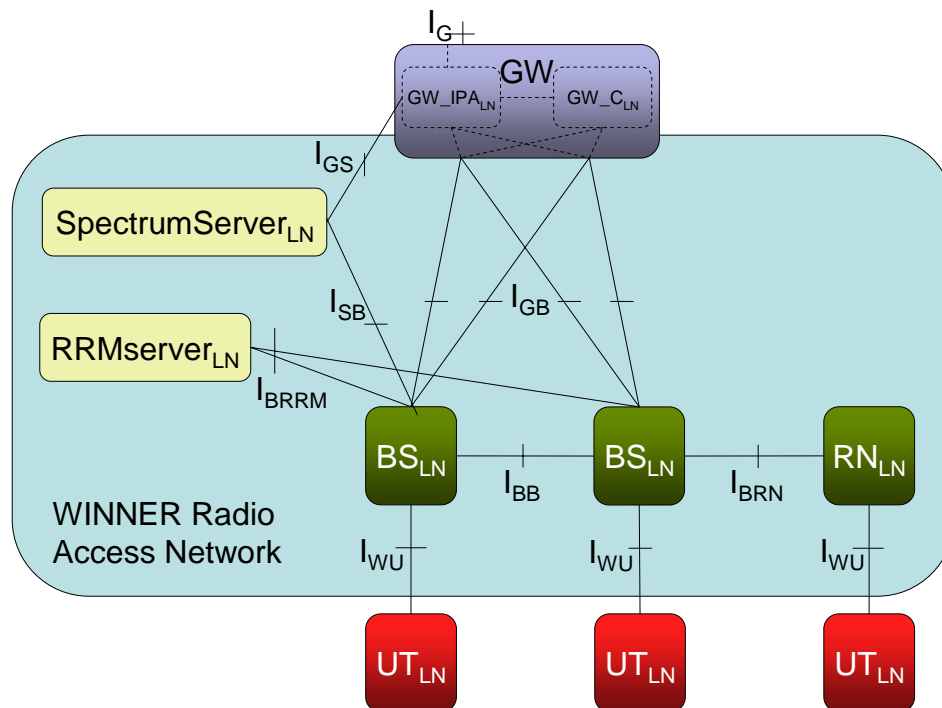 I_G
GW
GW_IPA_LN
GW_C_LN
I_GS
SpectrumServer_LN
I_SB
I_GB
RRMserver_LN
I_BRRM
BS_LN
BS_LN
RN_LN
I_BB
I_BRN
WINNER Radio
Access Network
I_WU
I_WU
I_WU
UT_LN
UT_LN
UT_LN